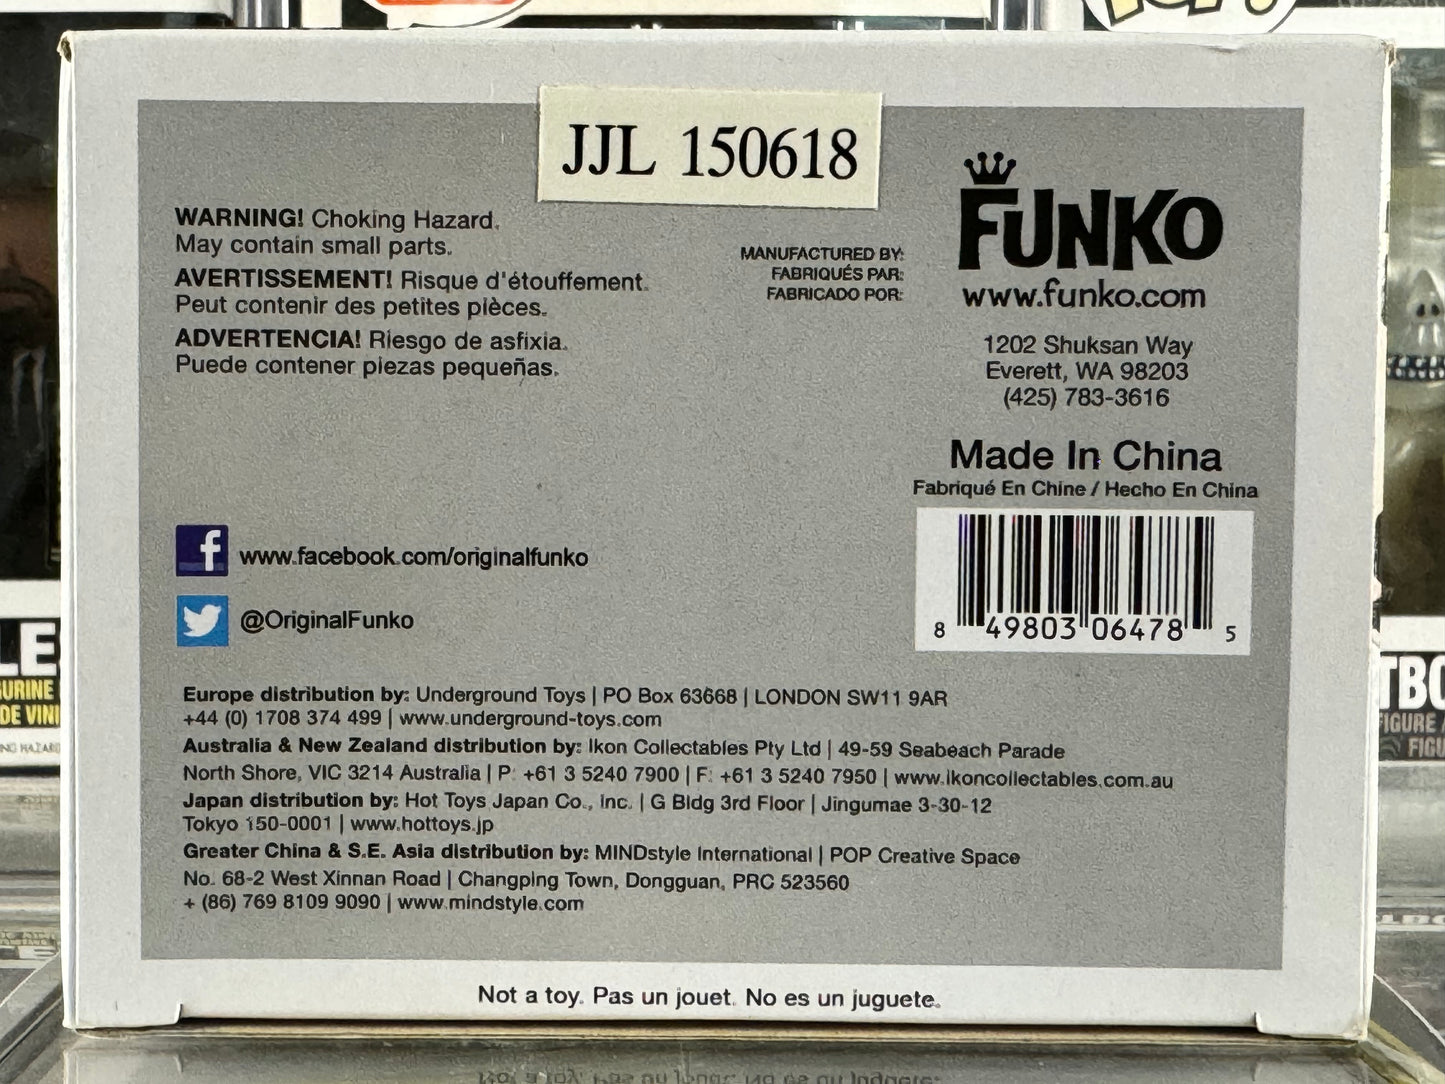 JJL 150618
WARNING! Choking Hazard.
May contain small parts.
AVERTISSEMENT! Risque d'étouffement.
Peut contenir des petites pièces.
ADVERTENCIA! Riesgo de asfixia.
Puede contener piezas pequeñas.
MANUFACTURED BY:
FABRIQUÉS PAR:
FABRICADO POR:
FUNKO
www.funko.com
1202 Shuksan Way
Everett, WA 98203
(425) 783-3616
Made In China
Fabriqué En Chine / Hecho En China
8 49803 06478 5
f www.facebook.com/originalfunko
@OriginalFunko
Europe distribution by: Underground Toys | PO Box 63668 | LONDON SW11 9AR
+44 (0) 1708 374 499 | www.underground-toys.com
Australia & New Zealand distribution by: Ikon Collectables Pty Ltd | 49-59 Seabeach Parade
North Shore, VIC 3214 Australia | P: +61 3 5240 7900 | F: +61 3 5240 7950 | www.ikoncollectables.com.au
Japan distribution by: Hot Toys Japan Co., Inc. | G Bldg 3rd Floor | Jingumae 3-30-12
Tokyo 150-0001 | www.hottoys.jp
Greater China & S.E. Asia distribution by: MINDstyle International | POP Creative Space
No. 68-2 West Xinnan Road | Changping Town, Dongguan, PRC 523560
+ (86) 769 8109 9090 | www.mindstyle.com
Not a toy. Pas un jouet. No es un juguete.